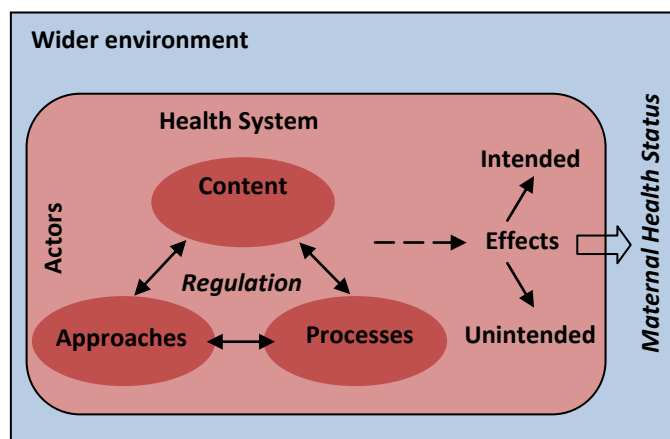 Wider environment
Health System
Content
Actors
Regulation
Approaches
Processes
Intended
Effects
Unintended
Maternal Health Status